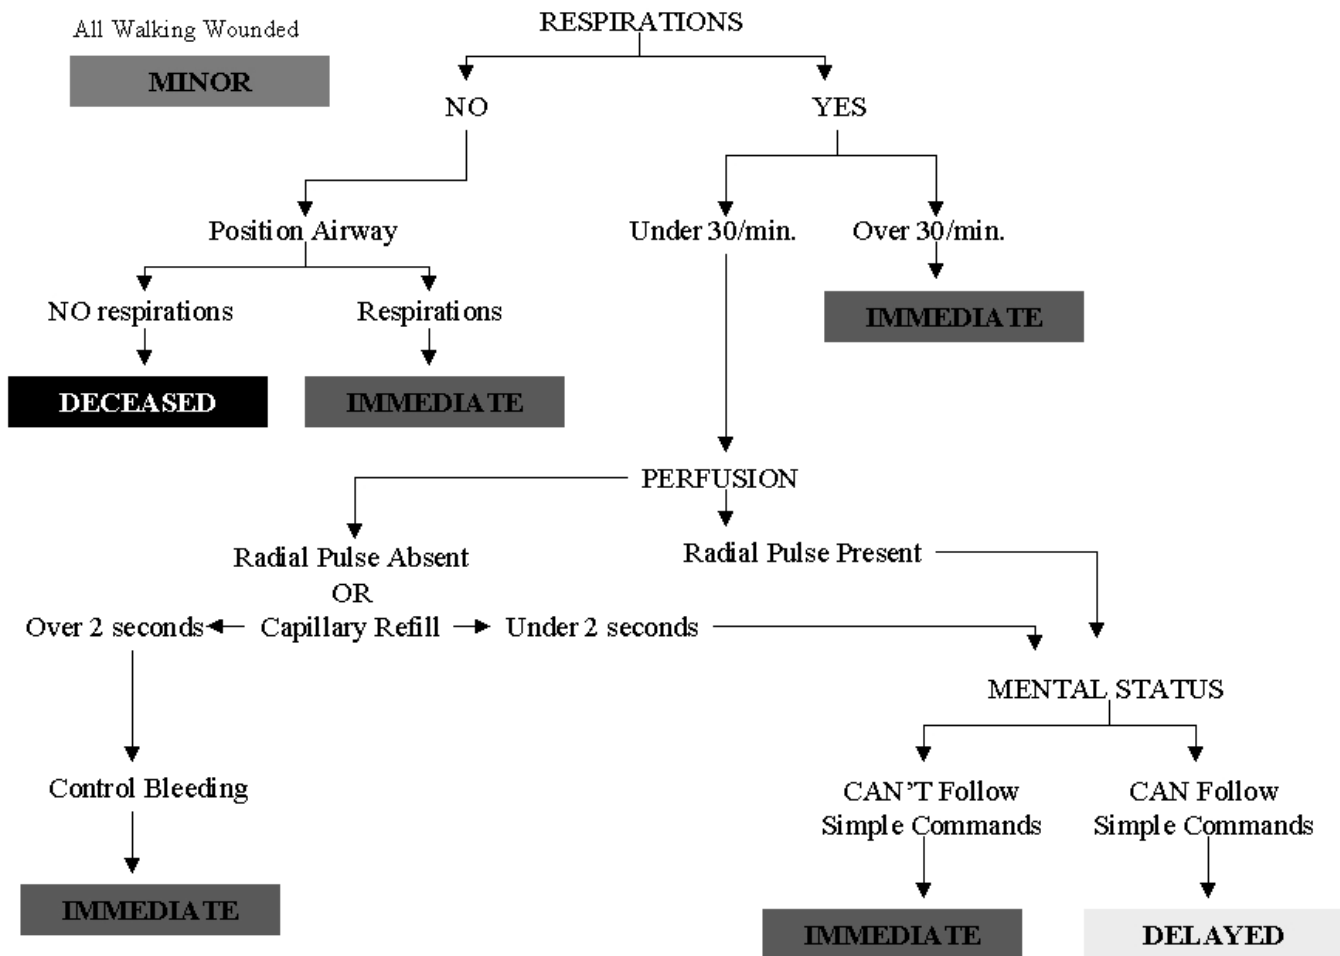 All Walking Wounded
MINOR
RESPIRATIONS
NO
YES
Position Airway
Under 30/min.
Over 30/min.
NO respirations
Respirations
IMMEDIATE
DECEASED
IMMEDIATE
PERFUSION
Radial Pulse Absent
OR
Radial Pulse Present
Over 2 seconds
Capillary Refill
Under 2 seconds
MENTAL STATUS
Control Bleeding
CAN'T Follow
Simple Commands
CAN Follow
Simple Commands
IMMEDIATE
IMMEDIATE
DELAYED